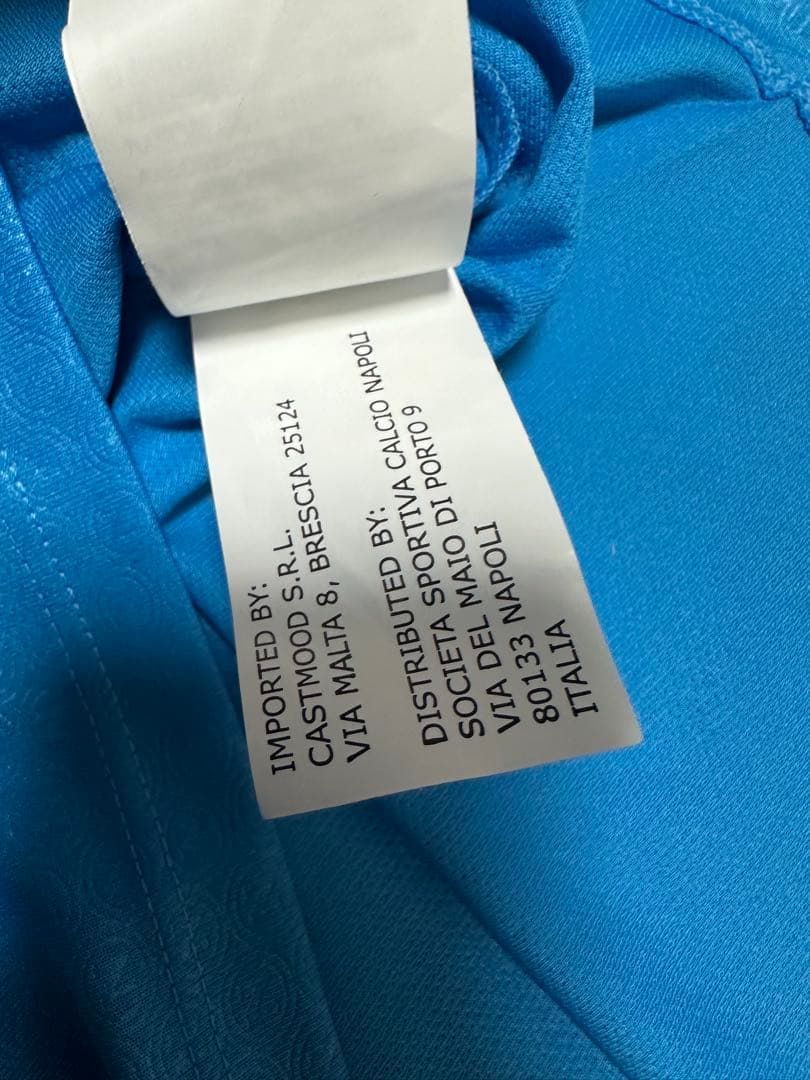 IMPORTED BY:
CASTMOOD S.R.L.
VIA MALTA 8, BRESCIA 25124
DISTRIBUTED BY:
SOCIETA SPORTIVA CALCIO NAPOLI
VIA DEL MAIO DI PORTO 9
80133 NAPOLI
ITALIA